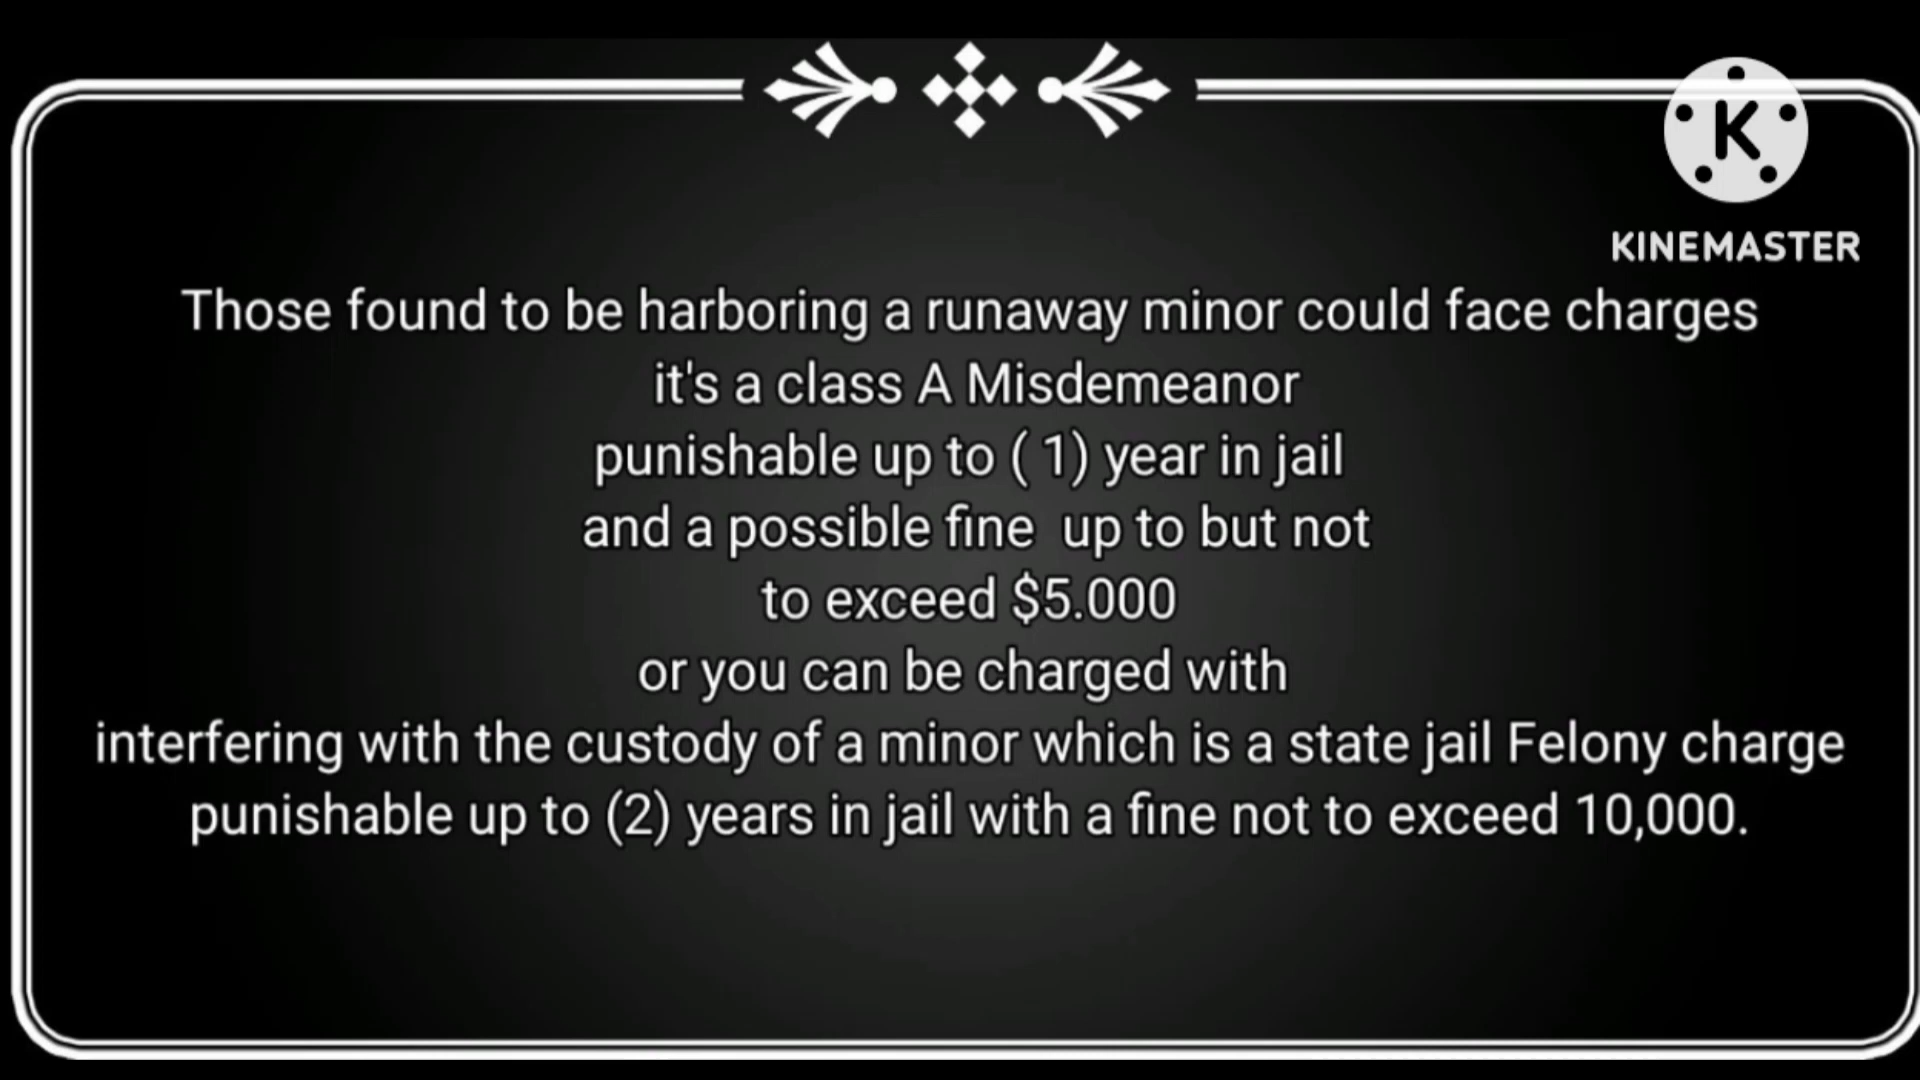 K
KINEMASTER
Those found to be harboring a runaway minor could face charges
it's a class A Misdemeanor
punishable up to ( 1) year in jail
and a possible fine  up to but not
to exceed $5.000
or you can be charged with
interfering with the custody of a minor which is a state jail Felony charge
punishable up to (2) years in jail with a fine not to exceed 10,000.